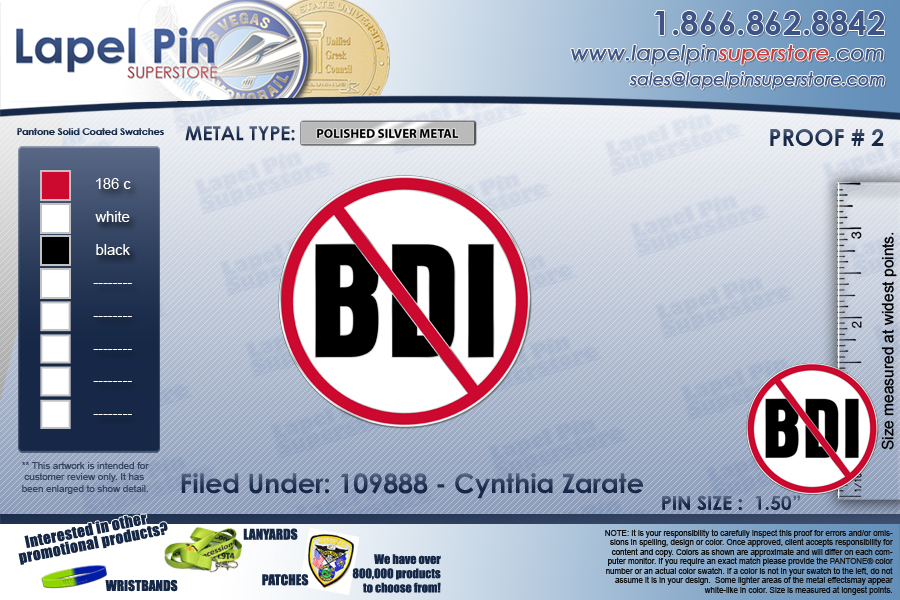 Lapel Pin
SUPERSTORE
LAS VEGAS
MONORAIL
STATE UNIVERSITY
Unified
Greek
Council
1.866.862.8842
www.lapelpinsuperstore.com
sales@lapelpinsuperstore.com
Pantone Solid Coated Swatches
METAL TYPE: POLISHED SILVER METAL
PROOF # 2
186 c
white
black
--------
--------
--------
--------
--------
BDI
3|
2|
Size measured at widest points.
BDI
** This artwork is intended for
customer review only. It has
been enlarged to show detail.
Filed Under: 109888 - Cynthia Zarate
PIN SIZE : 1.50”
Interested in other
promotional products?
WRISTBANDS
LANYARDS
PATCHES
We have over
800,000 products
to choose from!
NOTE: It is your responsibility to carefully inspect this proof for errors and/or omis-
sions in spelling, design or color. Once approved, client accepts responsibility for
content and copy. Colors as shown are approximate and will differ on each com-
puter monitor. If you require an exact match please provide the PANTONE® color
number or an actual color swatch. If a color is not in your swatch to the left, do not
assume it is in your design. Some lighter areas of the metal effectsmay appear
white-like in color. Size is measured at longest points.
Lapel Pin
Superstore